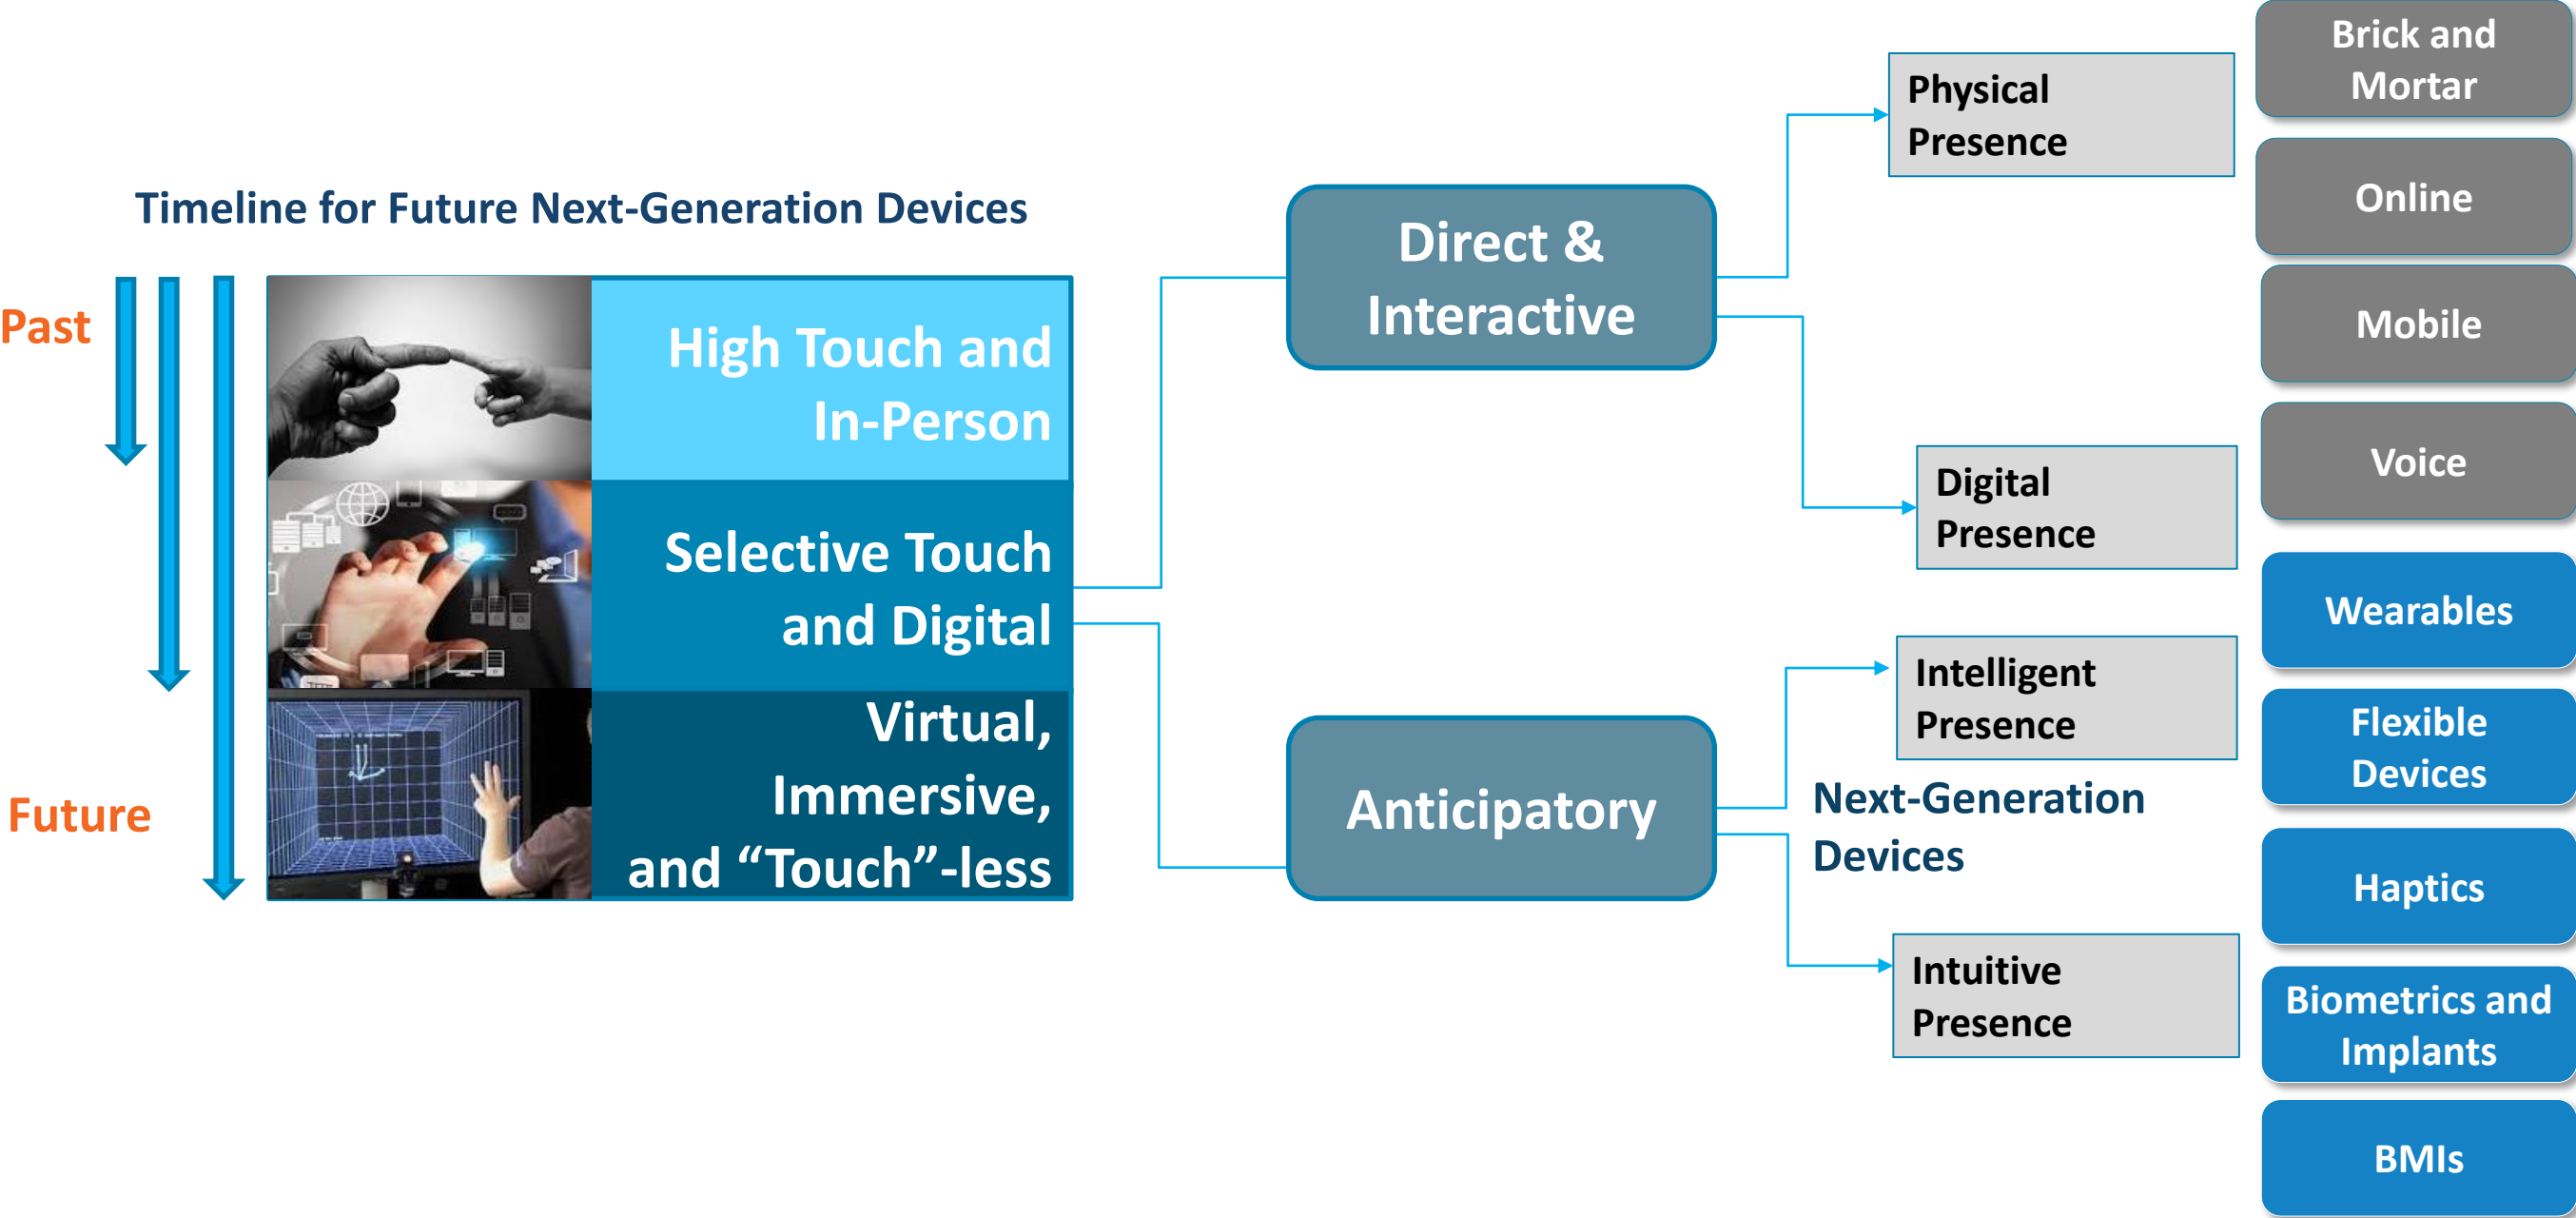 Timeline for Future Next-Generation Devices
Past
Future
High Touch and
In-Person
Selective Touch
and Digital
Virtual,
Immersive,
and “Touch”-less
Direct &
Interactive
Anticipatory
Physical
Presence
Digital
Presence
Intelligent
Presence
Next-Generation
Devices
Intuitive
Presence
Brick and
Mortar
Online
Mobile
Voice
Wearables
Flexible
Devices
Haptics
Biometrics and
Implants
BMIs